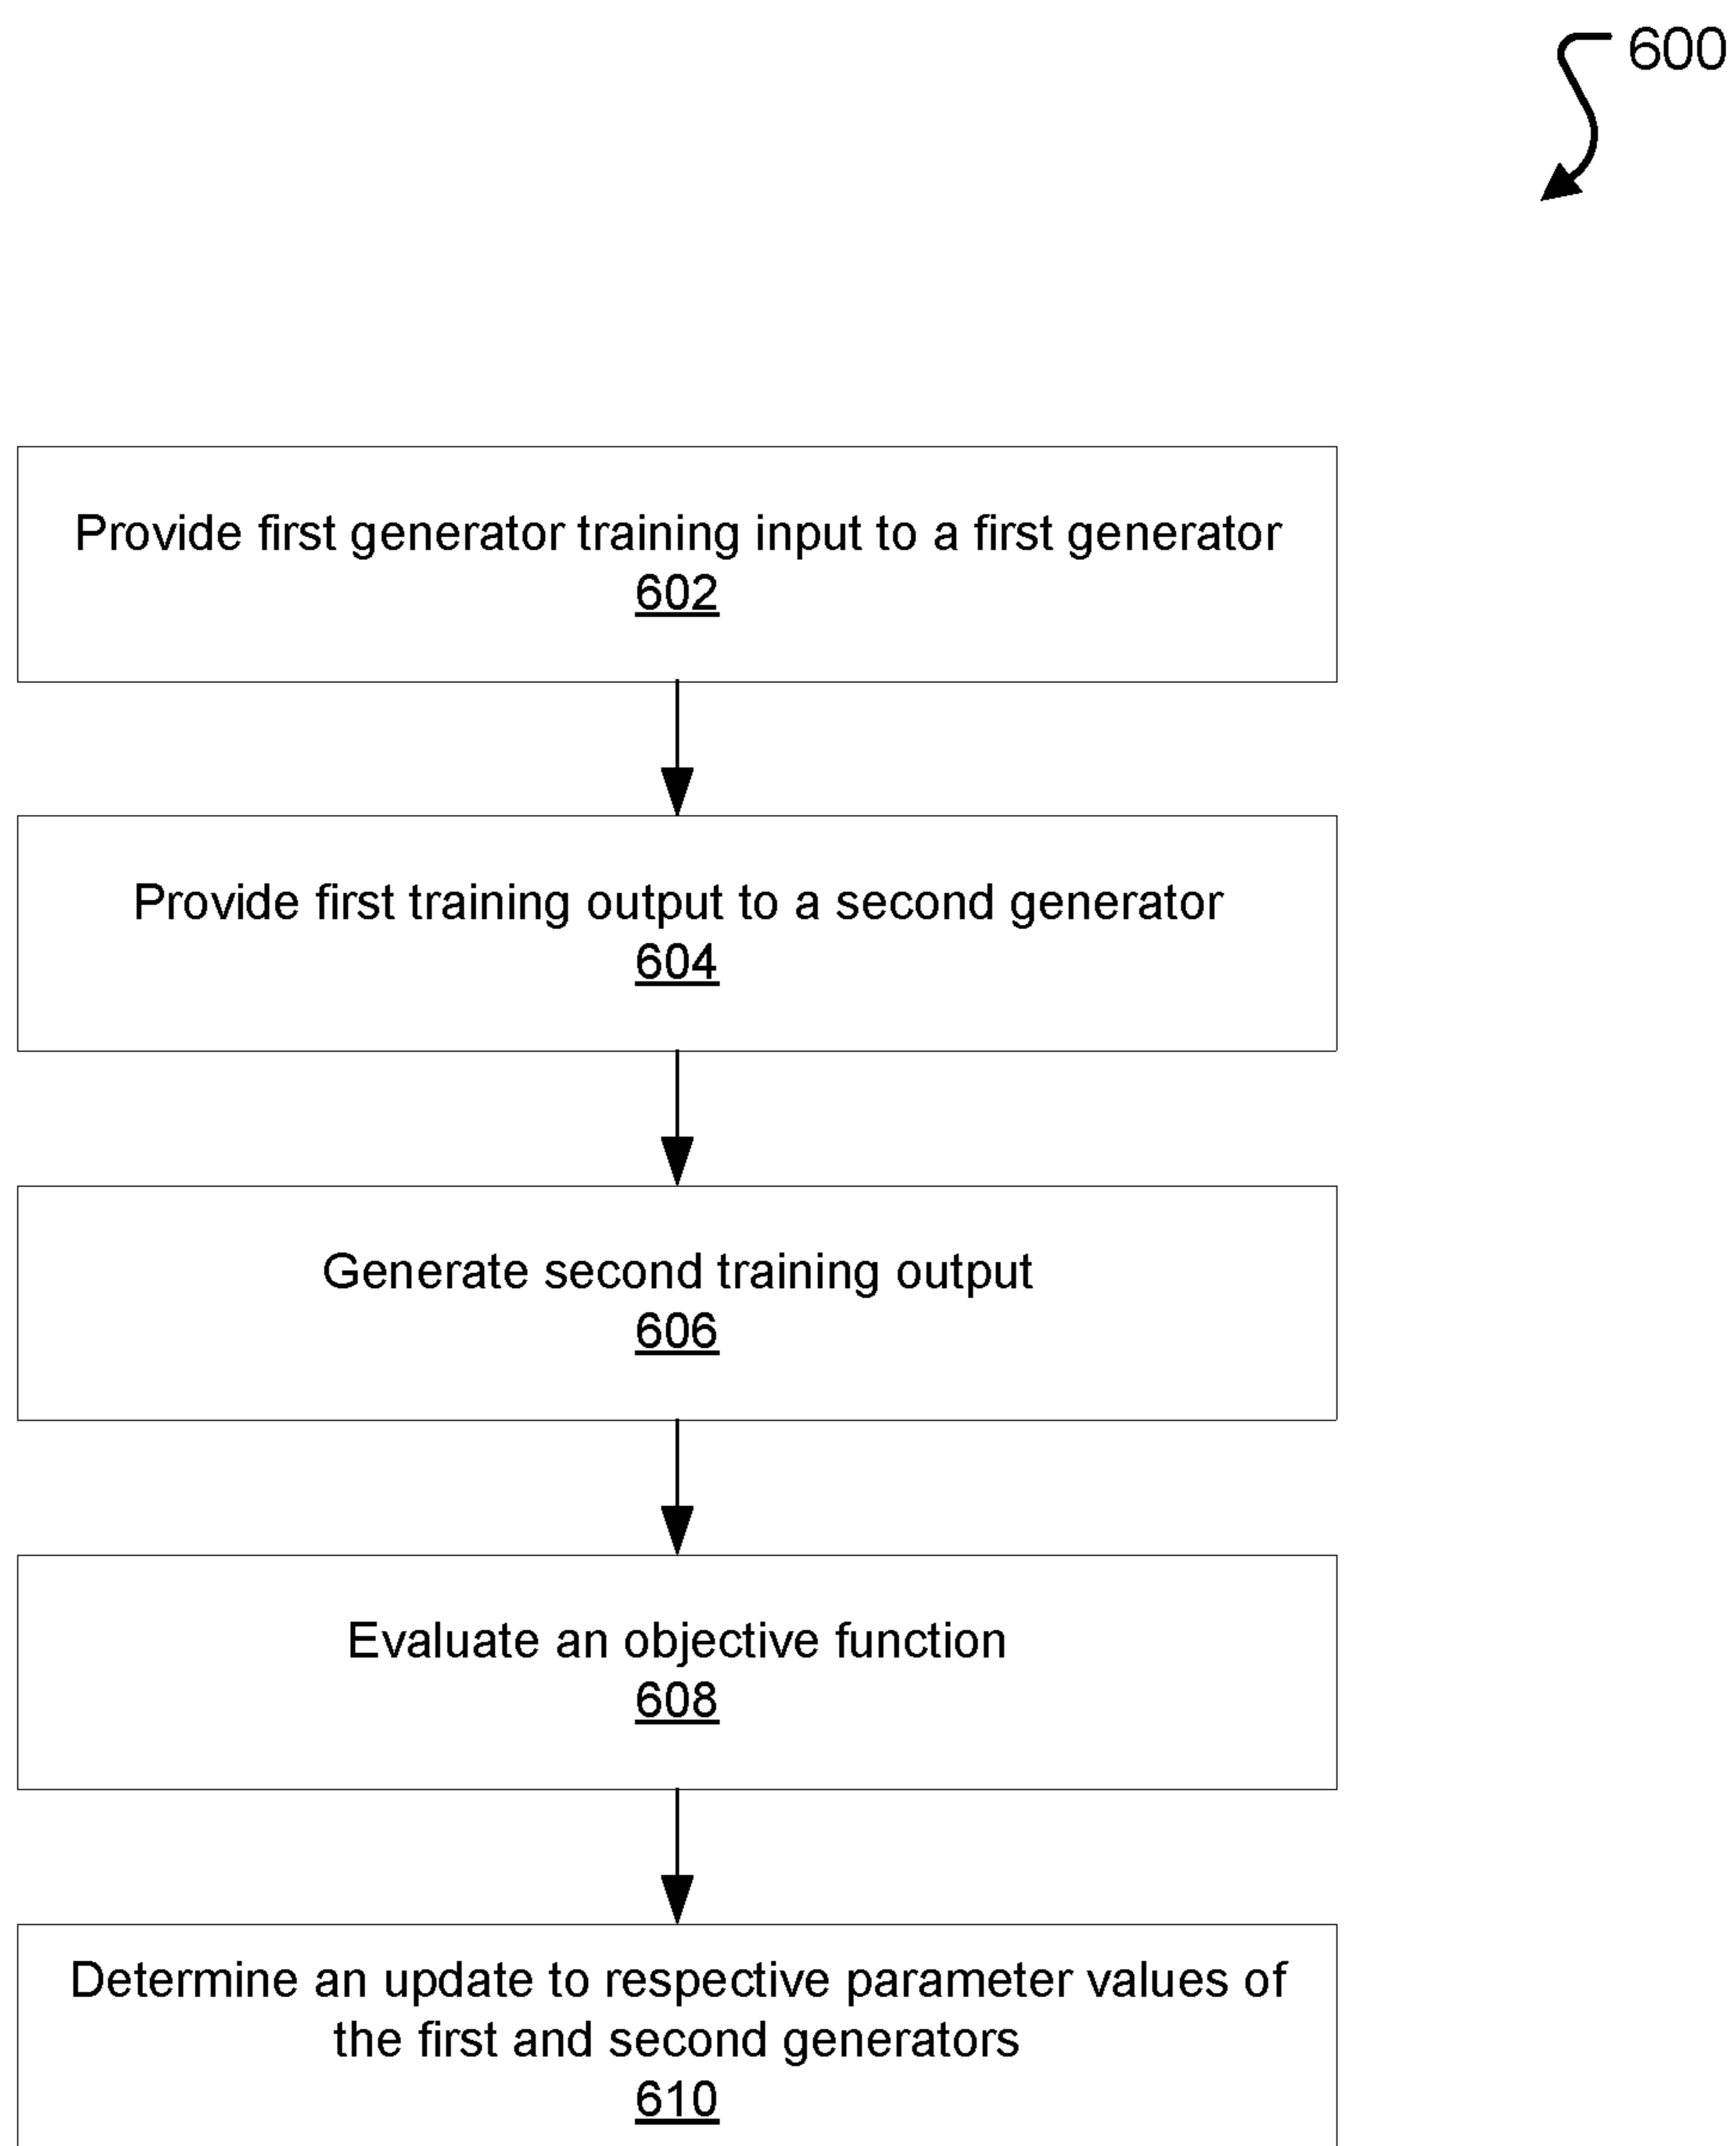 600
Provide first generator training input to a first generator
602
Provide first training output to a second generator
604
Generate second training output
606
Evaluate an objective function
608
Determine an update to respective parameter values of
the first and second generators
610